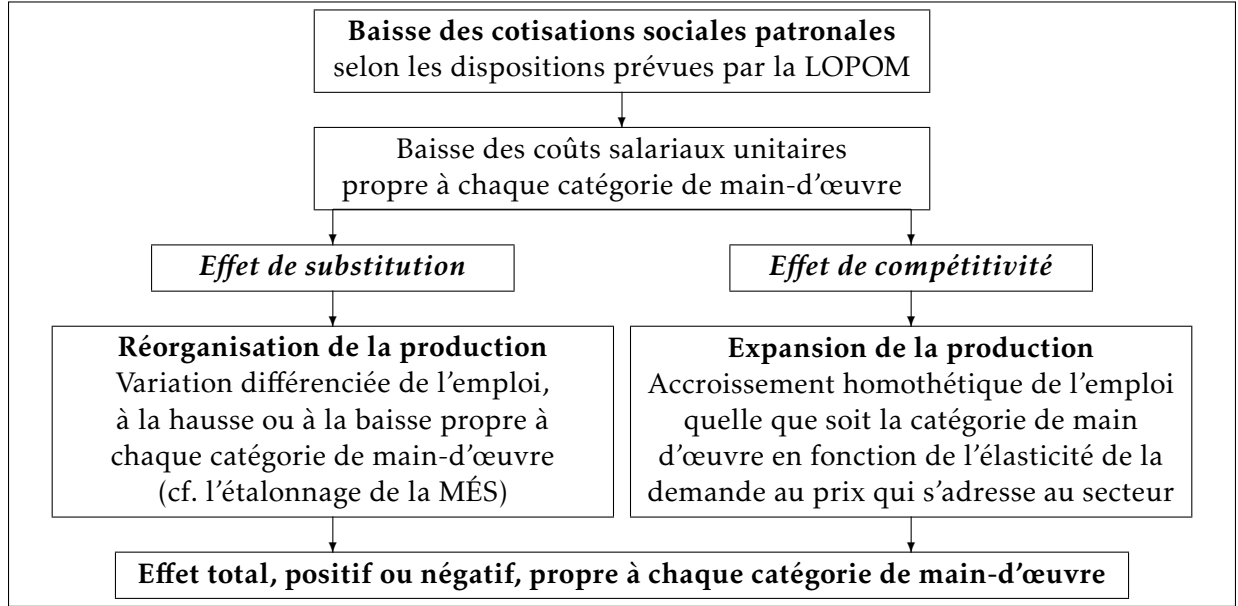 Baisse des cotisations sociales patronales
selon les dispositions prévues par la LOPOM
Baisse des coûts salariaux unitaires
propre à chaque catégorie de main-d'œuvre
Effet de substitution
Effet de compétitivité
Réorganisation de la production
Variation différenciée de l'emploi,
à la hausse ou à la baisse propre à
chaque catégorie de main-d'œuvre
(cf. l'étalonnage de la MÉS)
Expansion de la production
Accroissement homothétique de l'emploi
quelle que soit la catégorie de main
d'œuvre en fonction de l'élasticité de la
demande au prix qui s'adresse au secteur
Effet total, positif ou négatif, propre à chaque catégorie de main-d'œuvre